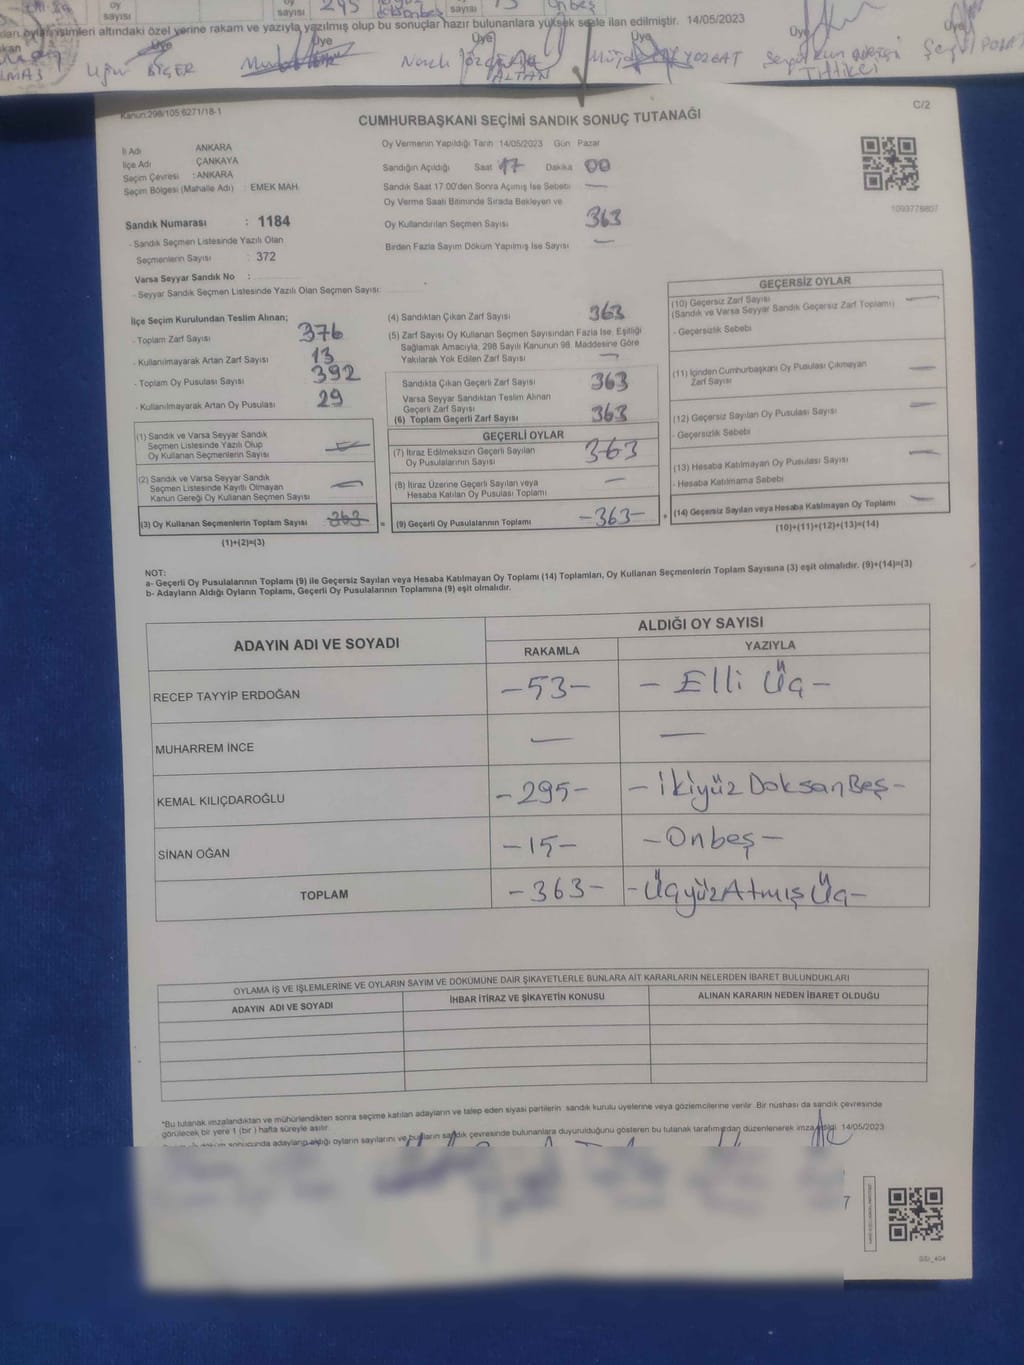 oy sayısı 295
oy sayısı 15 onbeş
oyları isimleri altındaki özel yerine rakam ve yazıyla yazılmış olup bu sonuçlar hazır bulunanlara yüksek sesle ilan edilmiştir. 14/05/2023
Üye Üye Üye Üye Üye Üye
Uğur BİÇER
ALTAN
YOZGAT
POLAT
Kanun:298/105 6271/18-1
C/2
CUMHURBAŞKANI SEÇİMİ SANDIK SONUÇ TUTANAĞI
İl Adı ANKARA
İlçe Adı ÇANKAYA
Seçim Çevresi : ANKARA
Seçim Bölgesi (Mahalle Adı) : EMEK MAH.
Sandık Numarası : 1184
- Sandık Seçmen Listesinde Yazılı Olan
Seçmenlerin Sayısı : 372
Varsa Seyyar Sandık No :
- Seyyar Sandık Seçmen Listesinde Yazılı Olan Seçmen Sayısı:
Oy Vermenin Yapıldığı Tarih 14/05/2023 Gün Pazar
Sandığın Açıldığı Saat 17 Dakika 00
Sandık Saat 17:00'den Sonra Açımış İse Sebebi —
Oy Verme Saati Bitiminde Sırada Bekleyen ve
Oy Kullandırılan Seçmen Sayısı 363
Birden Fazla Sayım Döküm Yapılmış İse Sayısı —
1093778807
İlçe Seçim Kurulundan Teslim Alınan;
- Toplam Zarf Sayısı 376
- Kullanılmayarak Artan Zarf Sayısı 13
- Toplam Oy Pusulası Sayısı 392
- Kullanılmayarak Artan Oy Pusulası 29
(1) Sandık ve Varsa Seyyar Sandık
Seçmen Listesinde Yazılı Olup
Oy Kullanan Seçmenlerin Sayısı
(2) Sandık ve Varsa Seyyar Sandık
Seçmen Listesinde Kayıtlı Olmayan
Kanun Gereği Oy Kullanan Seçmen Sayısı —
(3) Oy Kullanan Seçmenlerin Toplam Sayısı 363 =
(1)+(2)=(3)
(4) Sandıktan Çıkan Zarf Sayısı 363
(5) Zarf Sayısı Oy Kullanan Seçmen Sayısından Fazla İse, Eşitliği
Sağlamak Amacıyla, 298 Sayılı Kanunun 98. Maddesine Göre
Yakılarak Yok Edilen Zarf Sayısı —
Sandıkta Çıkan Geçerli Zarf Sayısı 363
Varsa Seyyar Sandıktan Teslim Alınan
Geçerli Zarf Sayısı
(6) Toplam Geçerli Zarf Sayısı 363
GEÇERLİ OYLAR
(7) İtiraz Edilmeksizin Geçerli Sayılan
Oy Pusulalarının Sayısı 363
(8) İtiraz Üzerine Geçerli Sayılan veya
Hesaba Katılan Oy Pusulası Toplamı —
(9) Geçerli Oy Pusulalarının Toplamı -363- +
GEÇERSİZ OYLAR
(10) Geçersiz Zarf Sayısı —
(Sandık ve Varsa Seyyar Sandık Geçersiz Zarf Toplamı)
- Geçersizlik Sebebi
(11) İçinden Cumhurbaşkanı Oy Pusulası Çıkmayan
Zarf Sayısı —
(12) Geçersiz Sayılan Oy Pusulası Sayısı —
- Geçersizlik Sebebi
(13) Hesaba Katılmayan Oy Pusulası Sayısı —
- Hesaba Katılmama Sebebi
(14) Geçersiz Sayılan veya Hesaba Katılmayan Oy Toplamı —
(10)+(11)+(12)+(13)=(14)
NOT:
a- Geçerli Oy Pusulalarının Toplamı (9) ile Geçersiz Sayılan veya Hesaba Katılmayan Oy Toplamı (14) Toplamları, Oy Kullanan Seçmenlerin Toplam Sayısına (3) eşit olmalıdır. (9)+(14)=(3)
b- Adayların Aldığı Oyların Toplamı, Geçerli Oy Pusulalarının Toplamına (9) eşit olmalıdır.
ADAYIN ADI VE SOYADI ALDIĞI OY SAYISI
RAKAMLA YAZIYLA
RECEP TAYYİP ERDOĞAN -53- - Elli Üç -
MUHARREM İNCE — —
KEMAL KILIÇDAROĞLU -295- - İkiyüz Doksan Beş -
SİNAN OĞAN -15- - Onbeş -
TOPLAM -363- - Üçyüz Atmış Üç -
OYLAMA İŞ VE İŞLEMLERİNE VE OYLARIN SAYIM VE DÖKÜMÜNE DAİR ŞİKAYETLERLE BUNLARA AİT KARARLARIN NELERDEN İBARET BULUNDUKLARI
ADAYIN ADI VE SOYADI İHBAR İTİRAZ VE ŞİKAYETİN KONUSU ALINAN KARARIN NEDEN İBARET OLDUĞU
*Bu tutanak imzalandıktan ve mühürlendikten sonra seçime katılan adayların ve talep eden siyasi partilerin sandık kurulu üyelerine veya gözlemcilerine verilir. Bir nüshası da sandık çevresinde
görülecek bir yere 1 (bir ) hafta süreyle asılır.
sonucunda adayların aldığı oyların sayılarını ve bunların sandık çevresinde bulunanlara duyurulduğunu gösteren bu tutanak tarafımızdan düzenlenerek imzalandı. 14/05/2023
7
SSI_404